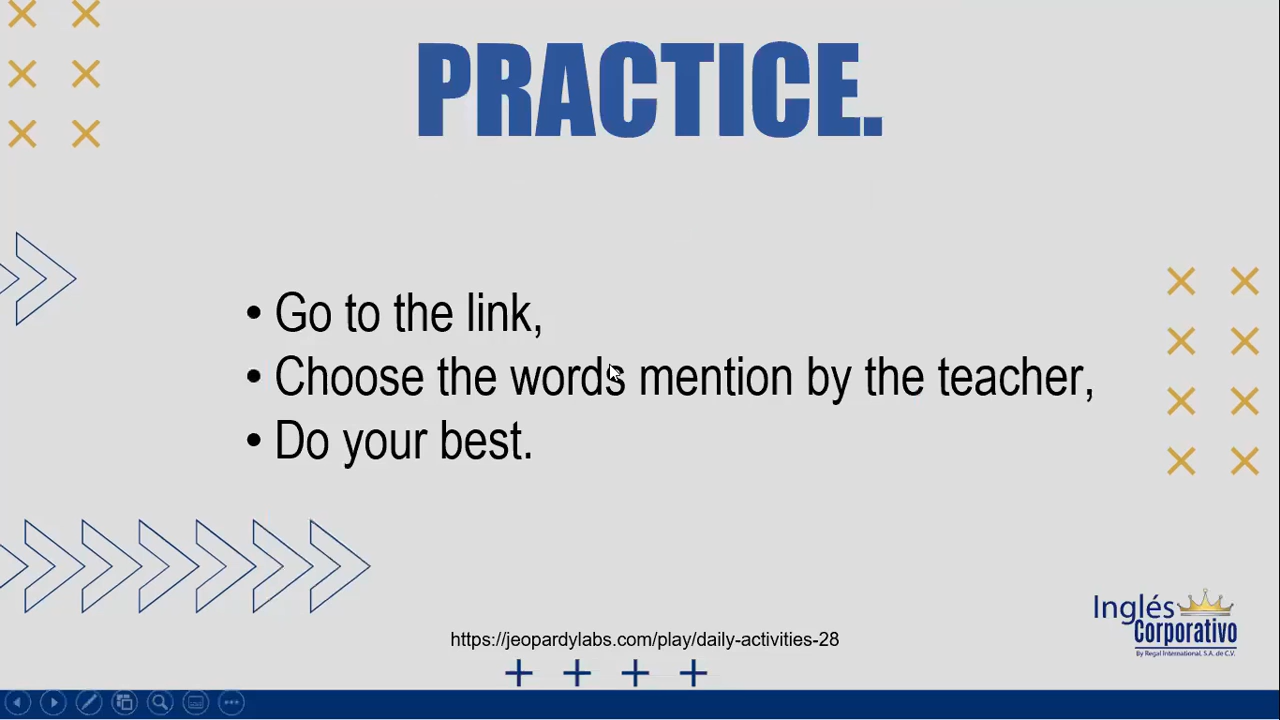 PRACTICE.
• Go to the link,
• Choose the words mention by the teacher,
• Do your best.
https://jeopardylabs.com/play/daily-activities-28
Inglés
Corporativo
By Regal International, S.A. de C.V.